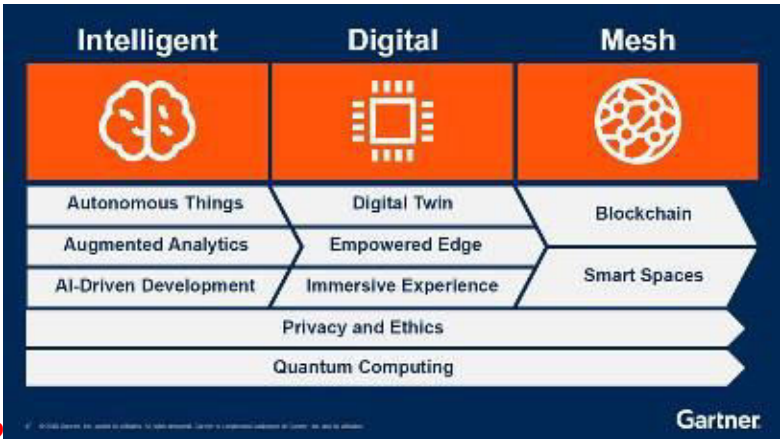 Intelligent
Digital
Mesh
Autonomous Things
Augmented Analytics
AI-Driven Development
Digital Twin
Empowered Edge
Immersive Experience
Blockchain
Smart Spaces
Privacy and Ethics
Quantum Computing
Gartner